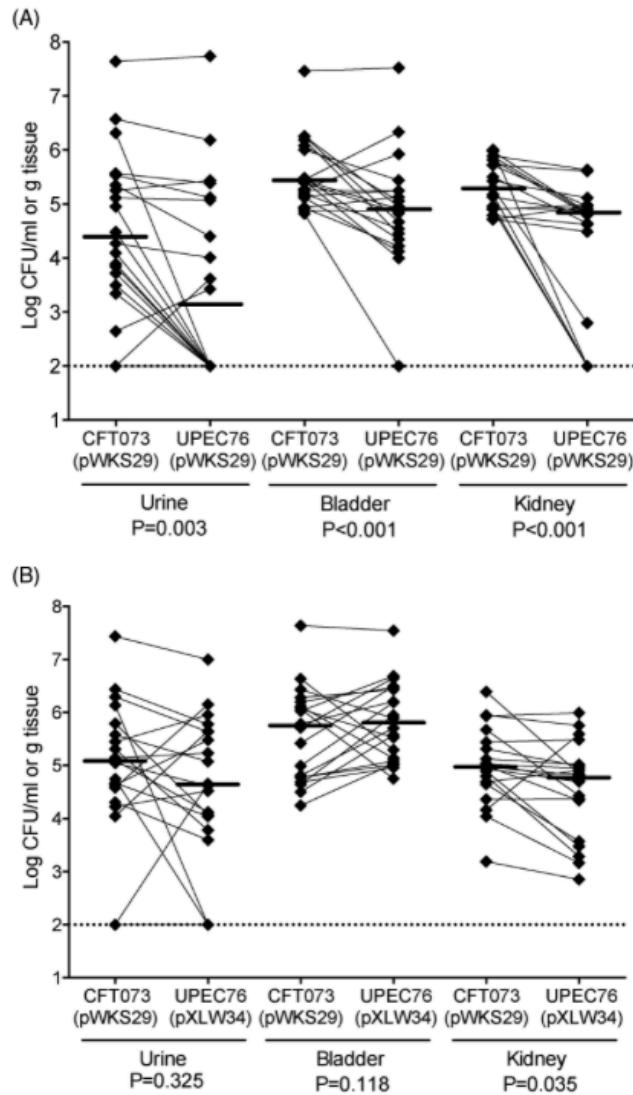 (A)
8
7
6
5
4
3
2
1
Log CFU/ml or g tissue
CFT073 UPEC76 CFT073 UPEC76 CFT073 UPEC76
(pWKS29) (pWKS29) (pWKS29) (pWKS29) (pWKS29) (pWKS29)
Urine Bladder Kidney
P=0.003 P<0.001 P<0.001
(B)
8
7
6
5
4
3
2
1
Log CFU/ml or g tissue
CFT073 UPEC76 CFT073 UPEC76 CFT073 UPEC76
(pWKS29) (pXLW34) (pWKS29) (pXLW34) (pWKS29) (pXLW34)
Urine Bladder Kidney
P=0.325 P=0.118 P=0.035